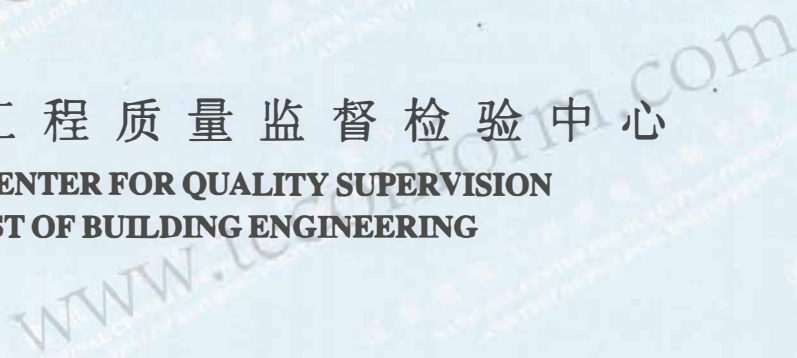 工程质量监督检验中心
ENTER FOR QUALITY SUPERVISION
ST OF BUILDING ENGINEERING
www.tcconform.com